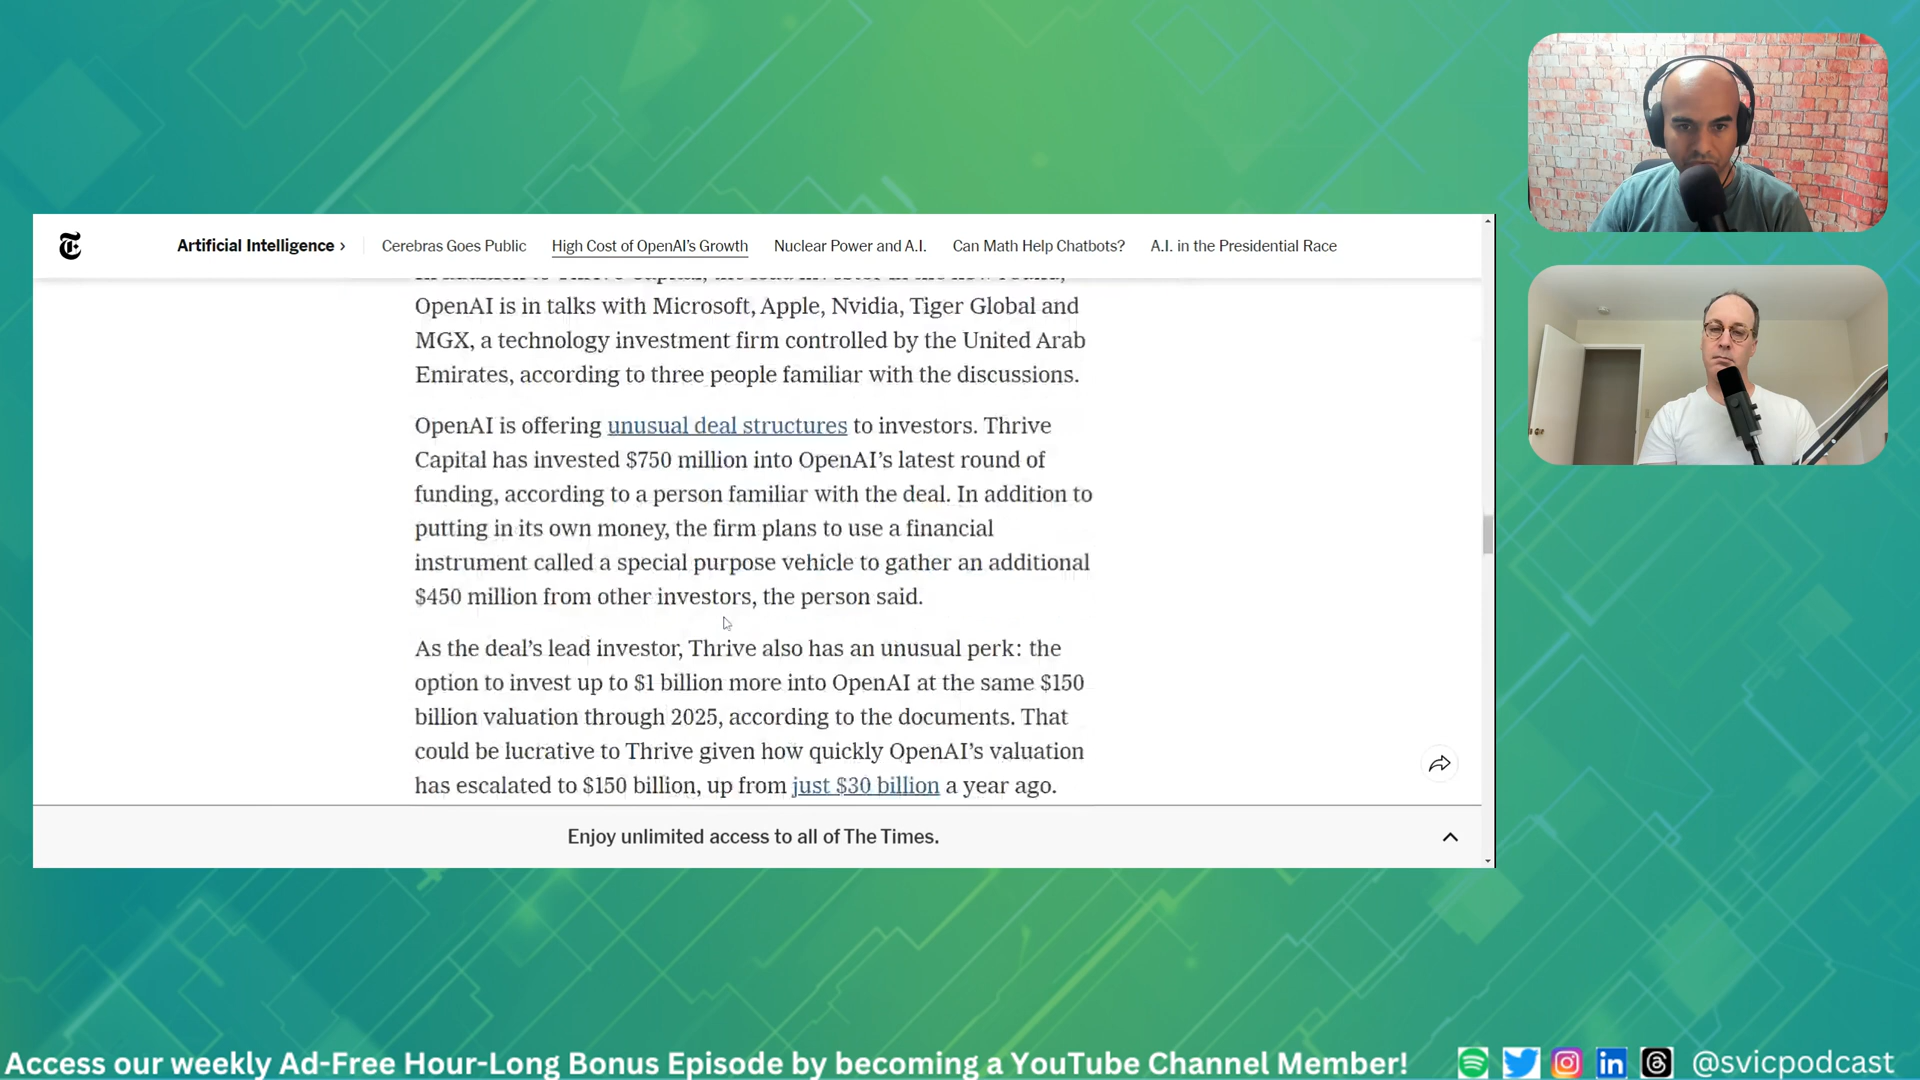 Artificial Intelligence ›
Cerebras Goes Public
High Cost of OpenAI's Growth
Nuclear Power and A.I.
Can Math Help Chatbots?
A.I. in the Presidential Race
OpenAI is in talks with Microsoft, Apple, Nvidia, Tiger Global and
MGX, a technology investment firm controlled by the United Arab
Emirates, according to three people familiar with the discussions.
OpenAI is offering unusual deal structures to investors. Thrive
Capital has invested $750 million into OpenAI's latest round of
funding, according to a person familiar with the deal. In addition to
putting in its own money, the firm plans to use a financial
instrument called a special purpose vehicle to gather an additional
$450 million from other investors, the person said.
As the deal's lead investor, Thrive also has an unusual perk: the
option to invest up to $1 billion more into OpenAI at the same $150
billion valuation through 2025, according to the documents. That
could be lucrative to Thrive given how quickly OpenAI's valuation
has escalated to $150 billion, up from just $30 billion a year ago.
Enjoy unlimited access to all of The Times.
Access our weekly Ad-Free Hour-Long Bonus Episode by becoming a YouTube Channel Member!
@svicpodcast